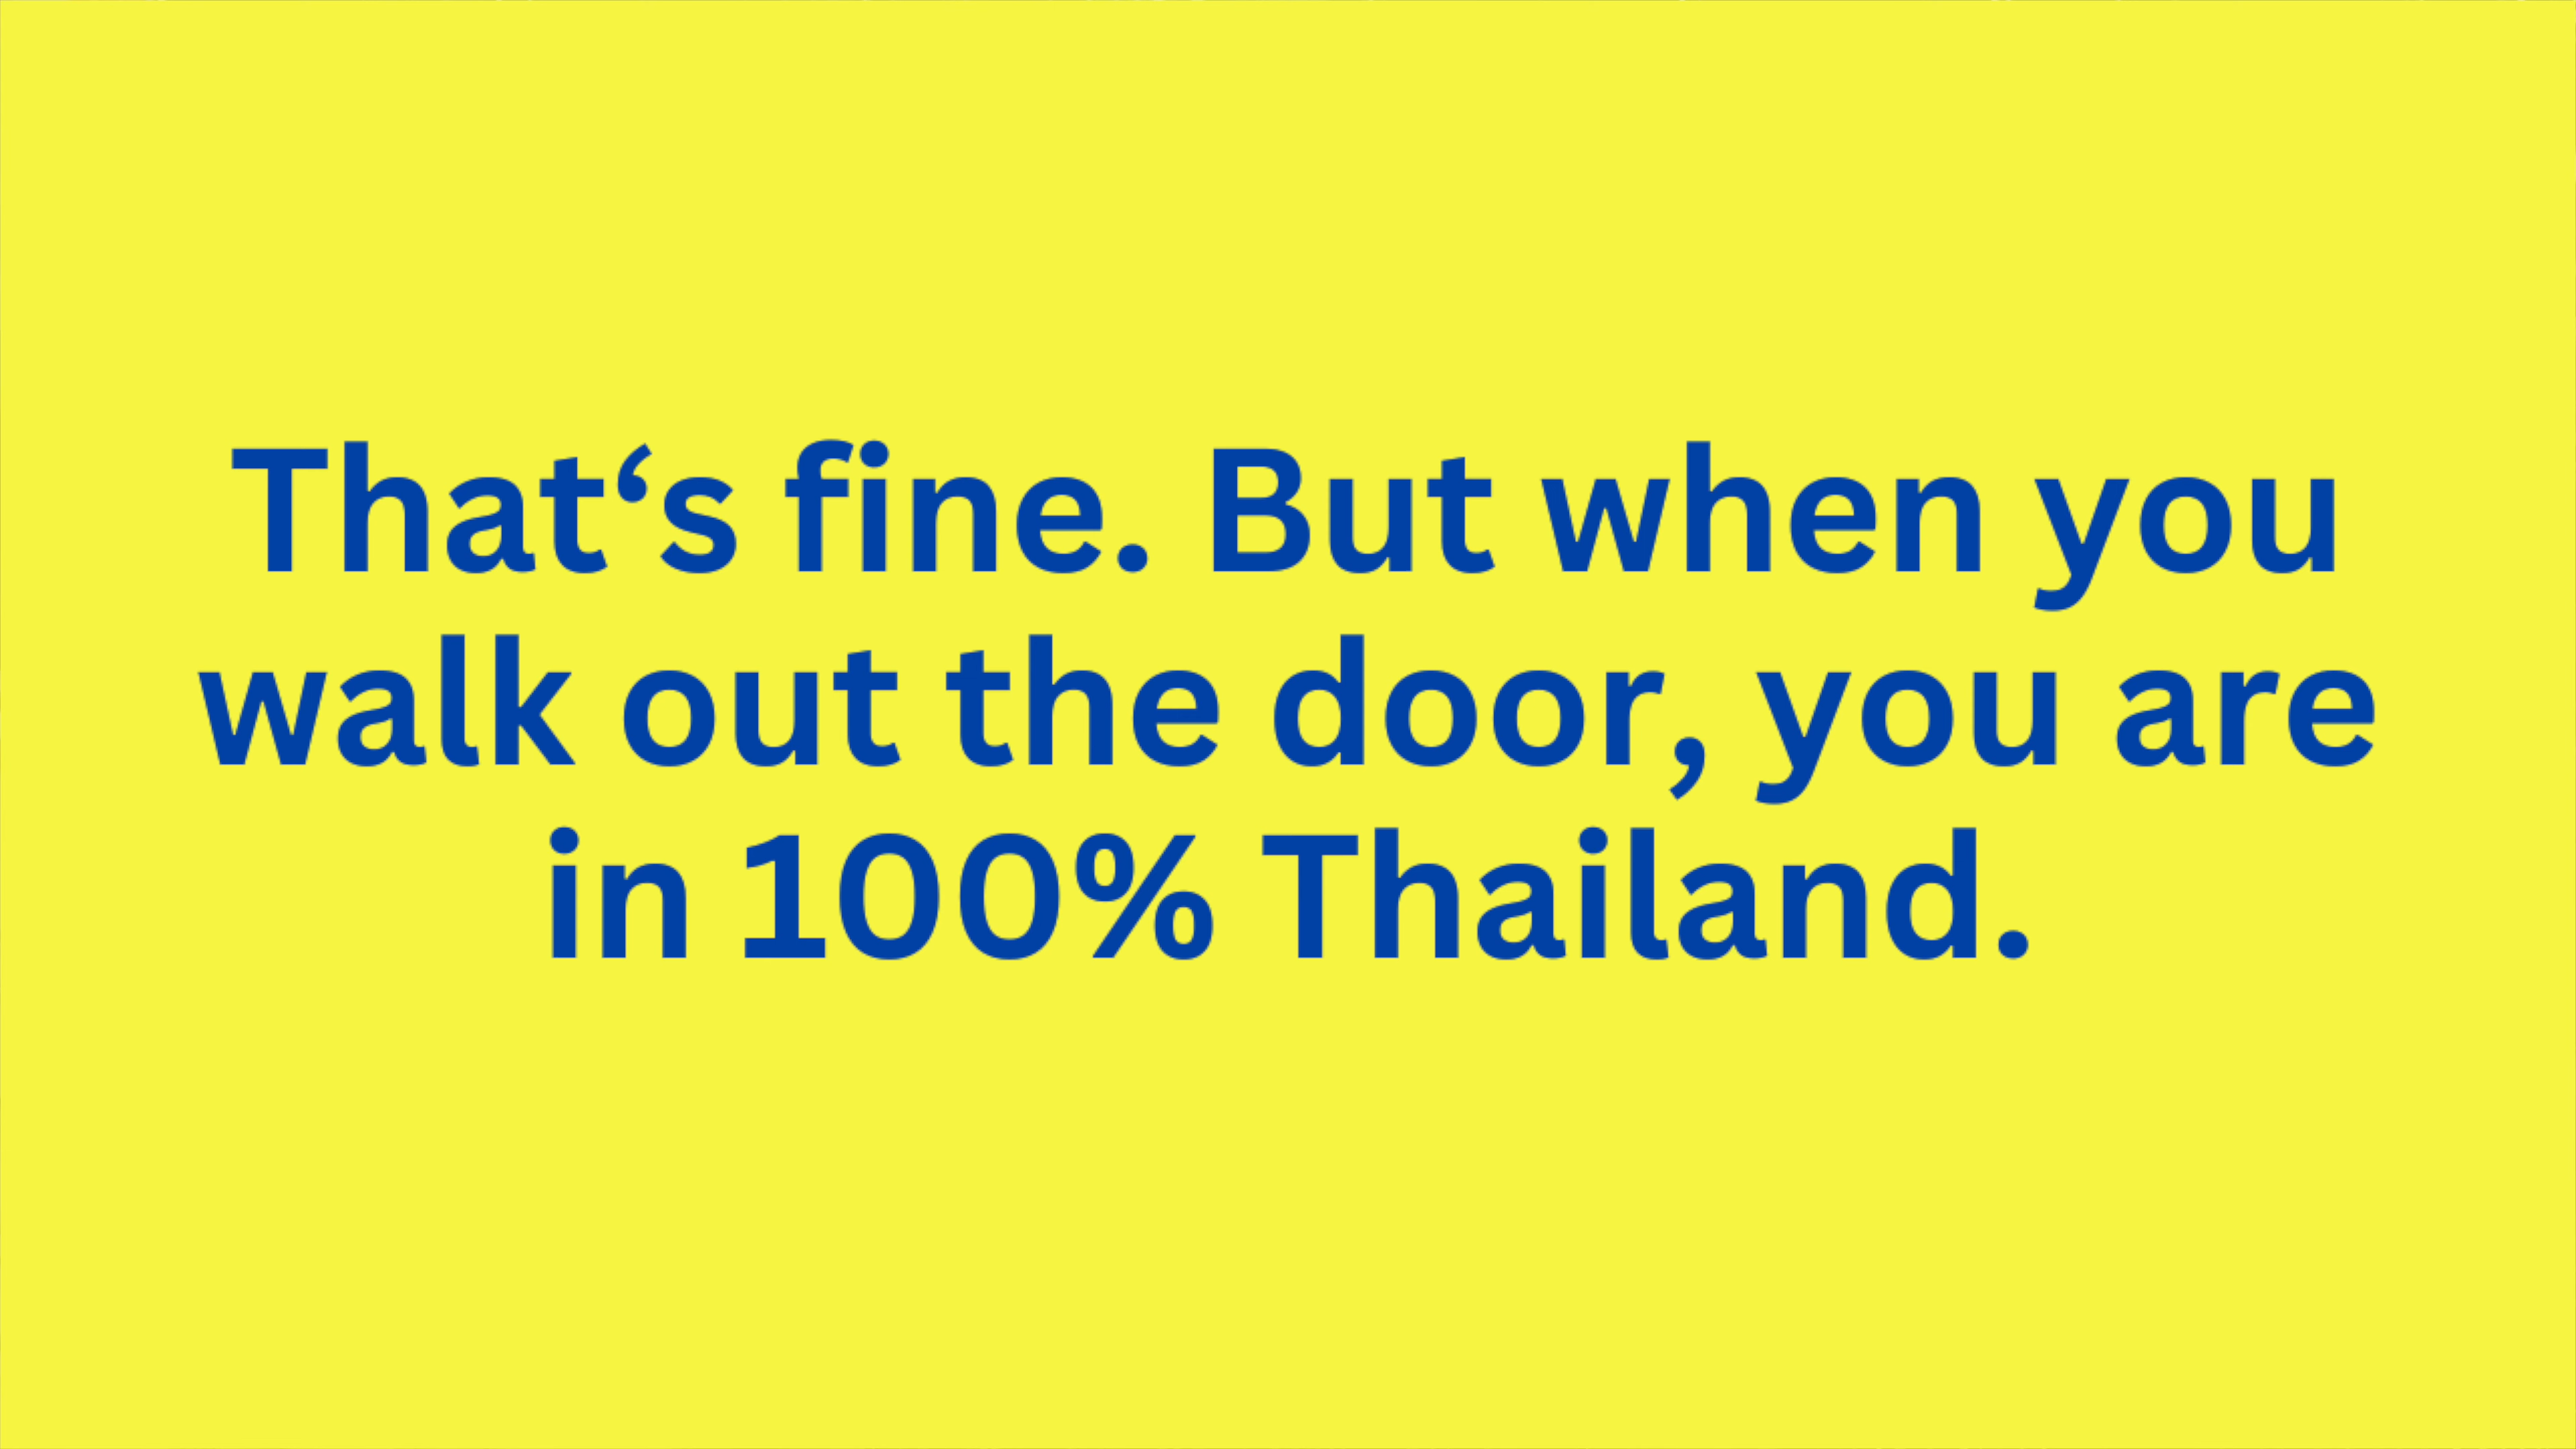 That‘s fine. But when you
walk out the door, you are
in 100% Thailand.